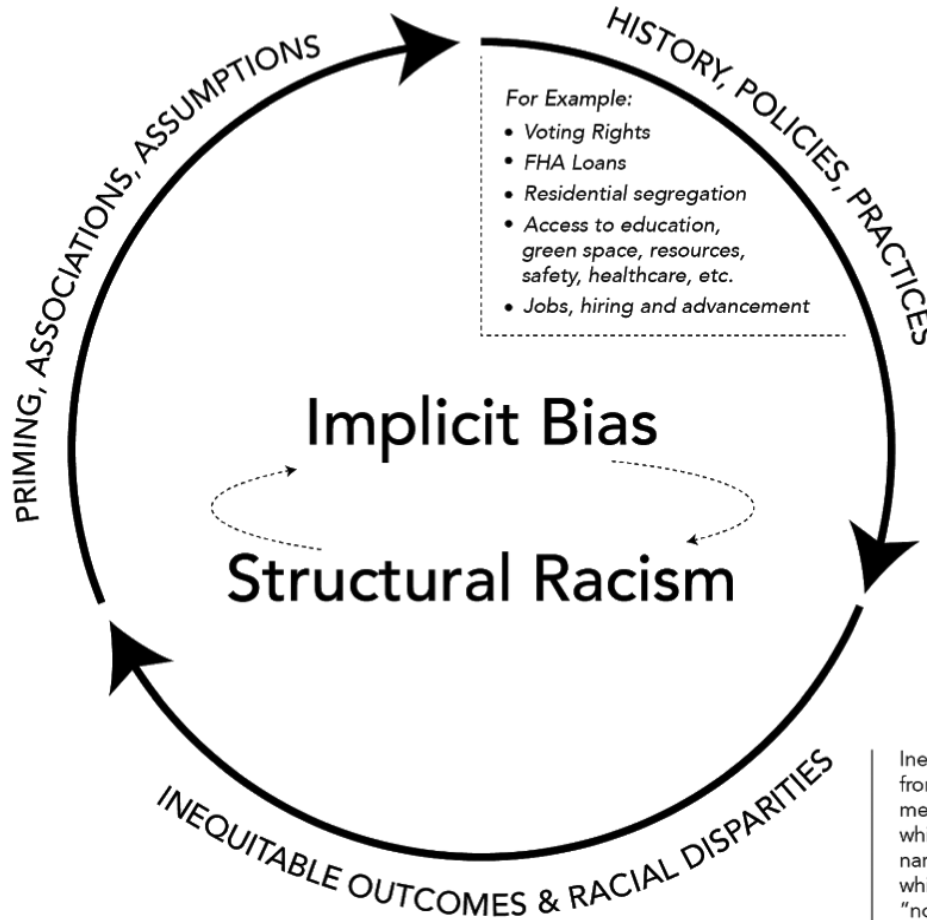 PRIMING, ASSOCIATIONS, ASSUMPTIONS
HISTORY, POLICIES, PRACTICES
For Example:
• Voting Rights
• FHA Loans
• Residential segregation
• Access to education,
green space, resources,
safety, healthcare, etc.
• Jobs, hiring and advancement
Implicit Bias
Structural Racism
INEQUITABLE OUTCOMES & RACIAL DISPARITIES